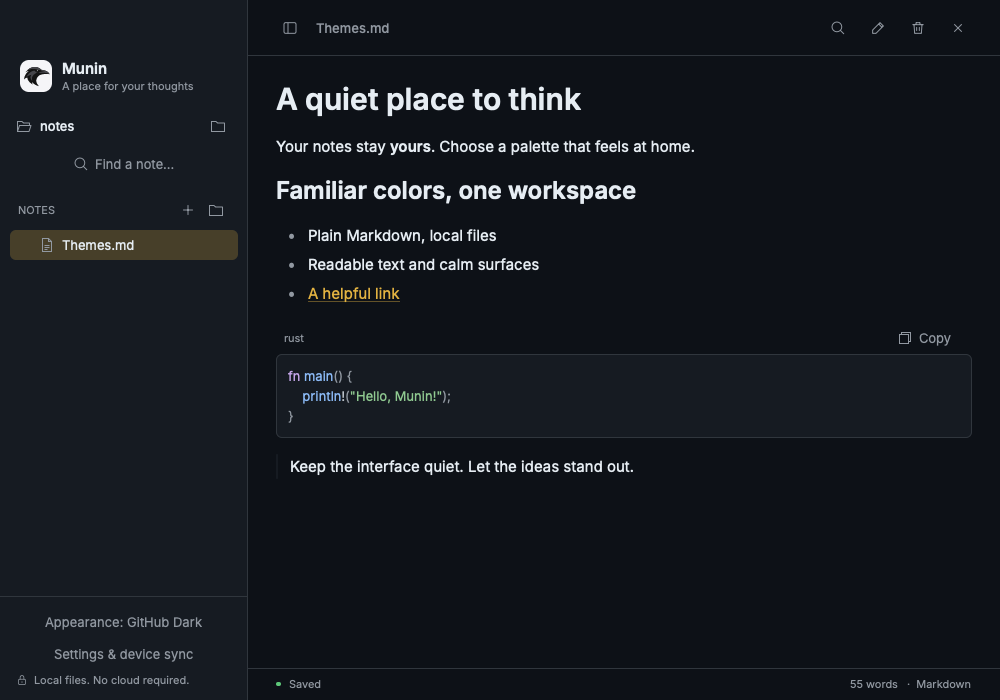 Munin
A place for your thoughts
notes
Find a note...
NOTES
Themes.md
Appearance: GitHub Dark
Settings & device sync
Local files. No cloud required.
Themes.md
A quiet place to think
Your notes stay yours. Choose a palette that feels at home.
Familiar colors, one workspace
Plain Markdown, local files
Readable text and calm surfaces
A helpful link
rust
Copy
fn main() {
    println!("Hello, Munin!");
}
Keep the interface quiet. Let the ideas stand out.
Saved
55 words · Markdown